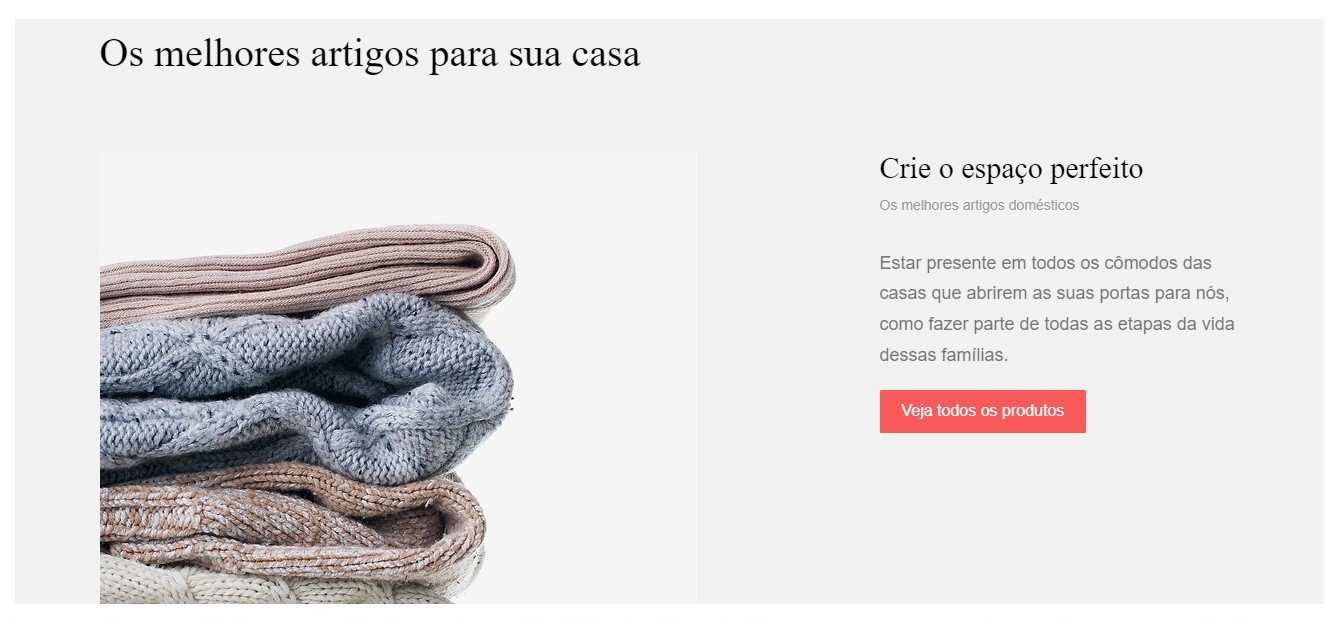 Os melhores artigos para sua casa
Crie o espaço perfeito
Os melhores artigos domésticos
Estar presente em todos os cômodos das
casas que abrirem as suas portas para nós,
como fazer parte de todas as etapas da vida
dessas famílias.
Veja todos os produtos